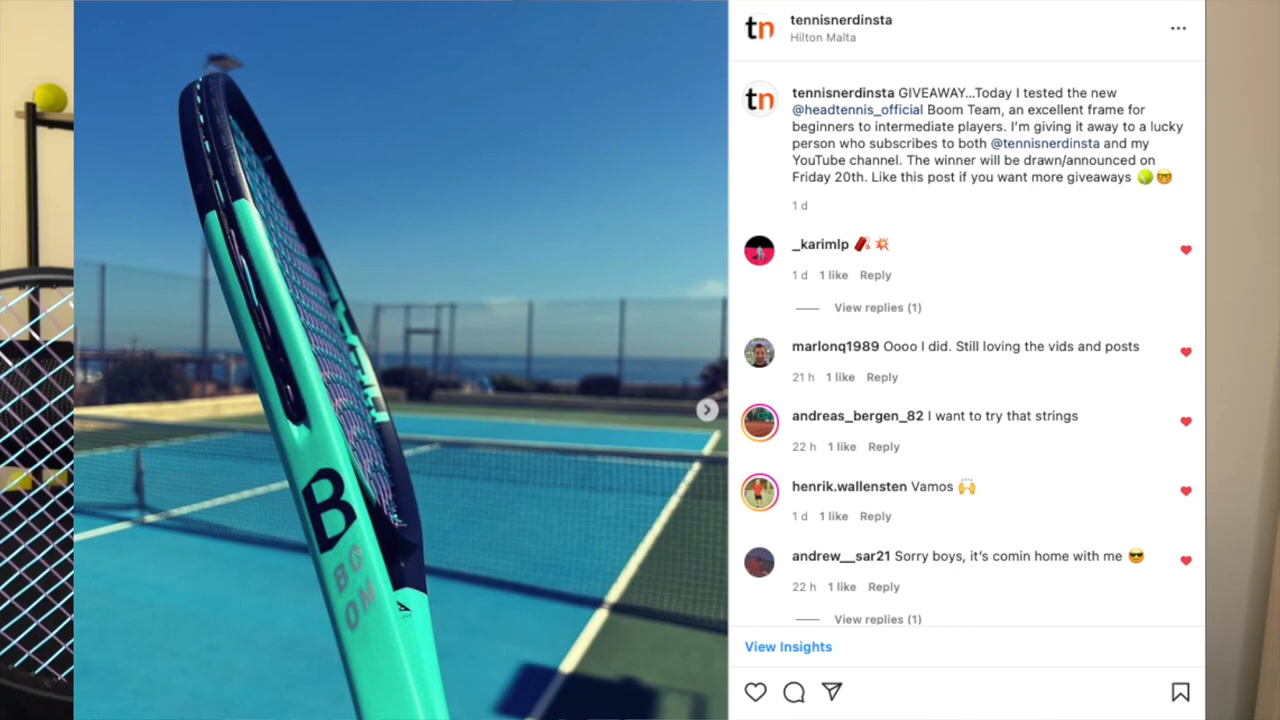 tn
tennisnerdinsta
Hilton Malta
tn
tennisnerdinsta GIVEAWAY...Today I tested the new
@headtennis_official Boom Team, an excellent frame for
beginners to intermediate players. I'm giving it away to a lucky
person who subscribes to both @tennisnerdinsta and my
YouTube channel. The winner will be drawn/announced on
Friday 20th. Like this post if you want more giveaways 🎾🤓
1 d
_karimlp 🧨💥
1 d 1 like Reply
View replies (1)
marlonq1989 Oooo I did. Still loving the vids and posts
21 h 1 like Reply
andreas_bergen_82 I want to try that strings
22 h 1 like Reply
henrik.wallensten Vamos 🙌
1 d 1 like Reply
andrew__sar21 Sorry boys, it's comin home with me 😎
22 h 1 like Reply
View replies (1)
View Insights
B
BO
OM